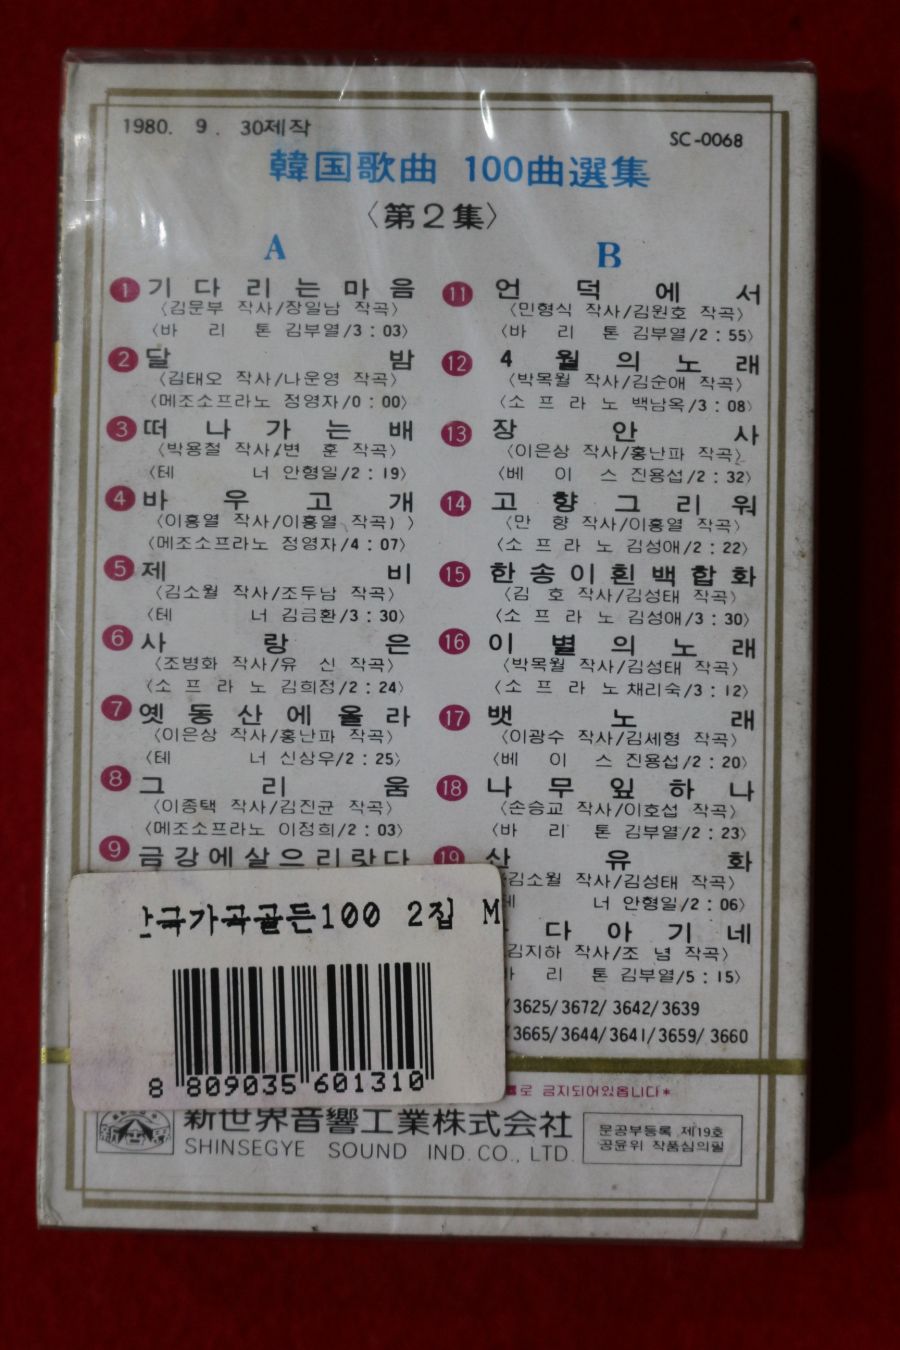 1980. 9. 30제작
SC-0068
韓国歌曲 100曲選集
〈第2集〉
A
1 기다리는마음
〈김문부 작사/장일남 작곡〉
〈바 리 톤 김부열/3 : 03〉
2 달 밤
〈김태오 작사/나운영 작곡〉
〈메조소프라노 정영자/0 : 00〉
3 떠나가는배
〈박용철 작사/변 훈 작곡〉
〈테 너 안형일/2 : 19〉
4 바우고개
〈이흥열 작사/이흥열 작곡〉〉
〈메조소프라노 정영자/4 : 07〉
5 제 비
〈김소월 작사/조두남 작곡〉
〈테 너 김금환/3 : 30〉
6 사 랑 은
〈조병화 작사/유 신 작곡〉
〈소 프 라 노 김희정/2 : 24〉
7 옛동산에올라
〈이은상 작사/홍난파 작곡〉
〈테 너 신상우/2 : 25〉
8 그 리 움
〈이종택 작사/김진균 작곡〉
〈메조소프라노 이정희/2 : 03〉
9 금강에살으리랏다
B
11 언 덕 에 서
〈민형식 작사/김원호 작곡〉
〈바 리 톤 김부열/2 : 55〉
12 4월의노래
〈박목월 작사/김순애 작곡〉
〈소 프 라 노 백남옥/3 : 08〉
13 장 안 사
〈이은상 작사/홍난파 작곡〉
〈베 이 스 진용섭/2 : 32〉
14 고향그리워
〈만 향 작사/이흥열 작곡〉
〈소 프 라 노 김성애/2 : 22〉
15 한송이흰백합화
〈김 호 작사/김성태 작곡〉
〈소 프 라 노 김성애/3 : 30〉
16 이별의노래
〈박목월 작사/김성태 작곡〉
〈소 프 라 노 채리숙/3 : 12〉
17 뱃 노 래
〈이광수 작사/김세형 작곡〉
〈베 이 스 진용섭/2 : 20〉
18 나무잎하나
〈손승교 작사/이호섭 작곡〉
〈바 리 톤 김부열/2 : 23〉
19 산 유 화
김소월 작사/김성태 작곡〉
너 안형일/2 : 06〉
다아기네
김지하 작사/조 념 작곡〉
리 톤 김부열/5 : 15〉
/3625/3672/3642/3639
/3665/3644/3641/3659/3660
로 금지되어있읍니다*
한국가곡골든100 2집 M
8 809035 601310
新世界音響工業株式会社
SHINSEGYE SOUND IND. CO., LTD.
문공부등록 제19호
공윤위 작품심의필
新世界